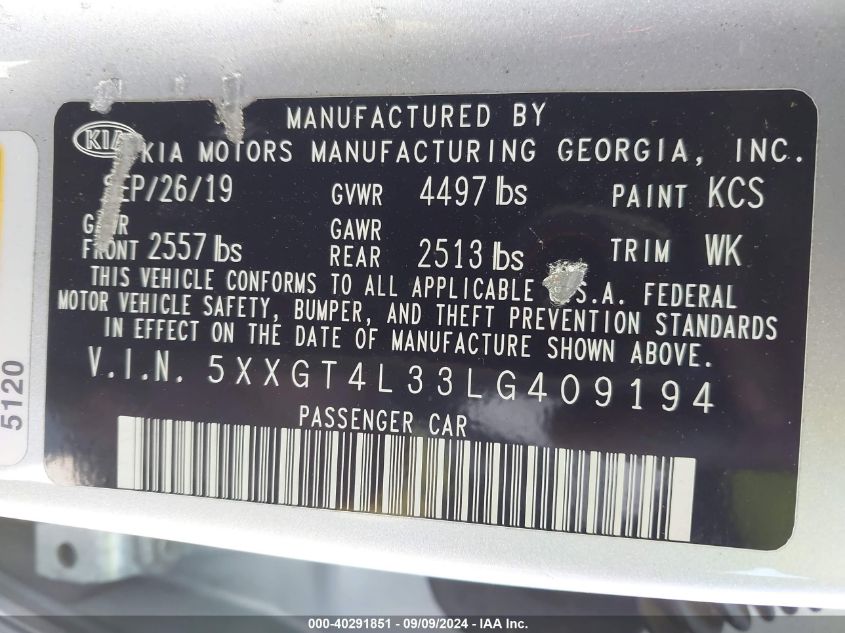 MANUFACTURED BY
KIA
KIA MOTORS MANUFACTURING GEORGIA, INC.
SEP/26/19 GVWR 4497 lbs PAINT KCS
GAWR FRONT 2557 lbs GAWR REAR 2513 lbs TRIM WK
THIS VEHICLE CONFORMS TO ALL APPLICABLE U.S.A. FEDERAL
MOTOR VEHICLE SAFETY, BUMPER, AND THEFT PREVENTION STANDARDS
IN EFFECT ON THE DATE OF MANUFACTURE SHOWN ABOVE.
V.I.N. 5XXGT4L33LG409194
PASSENGER CAR
5120
000-40291851 - 09/09/2024 - IAA Inc.